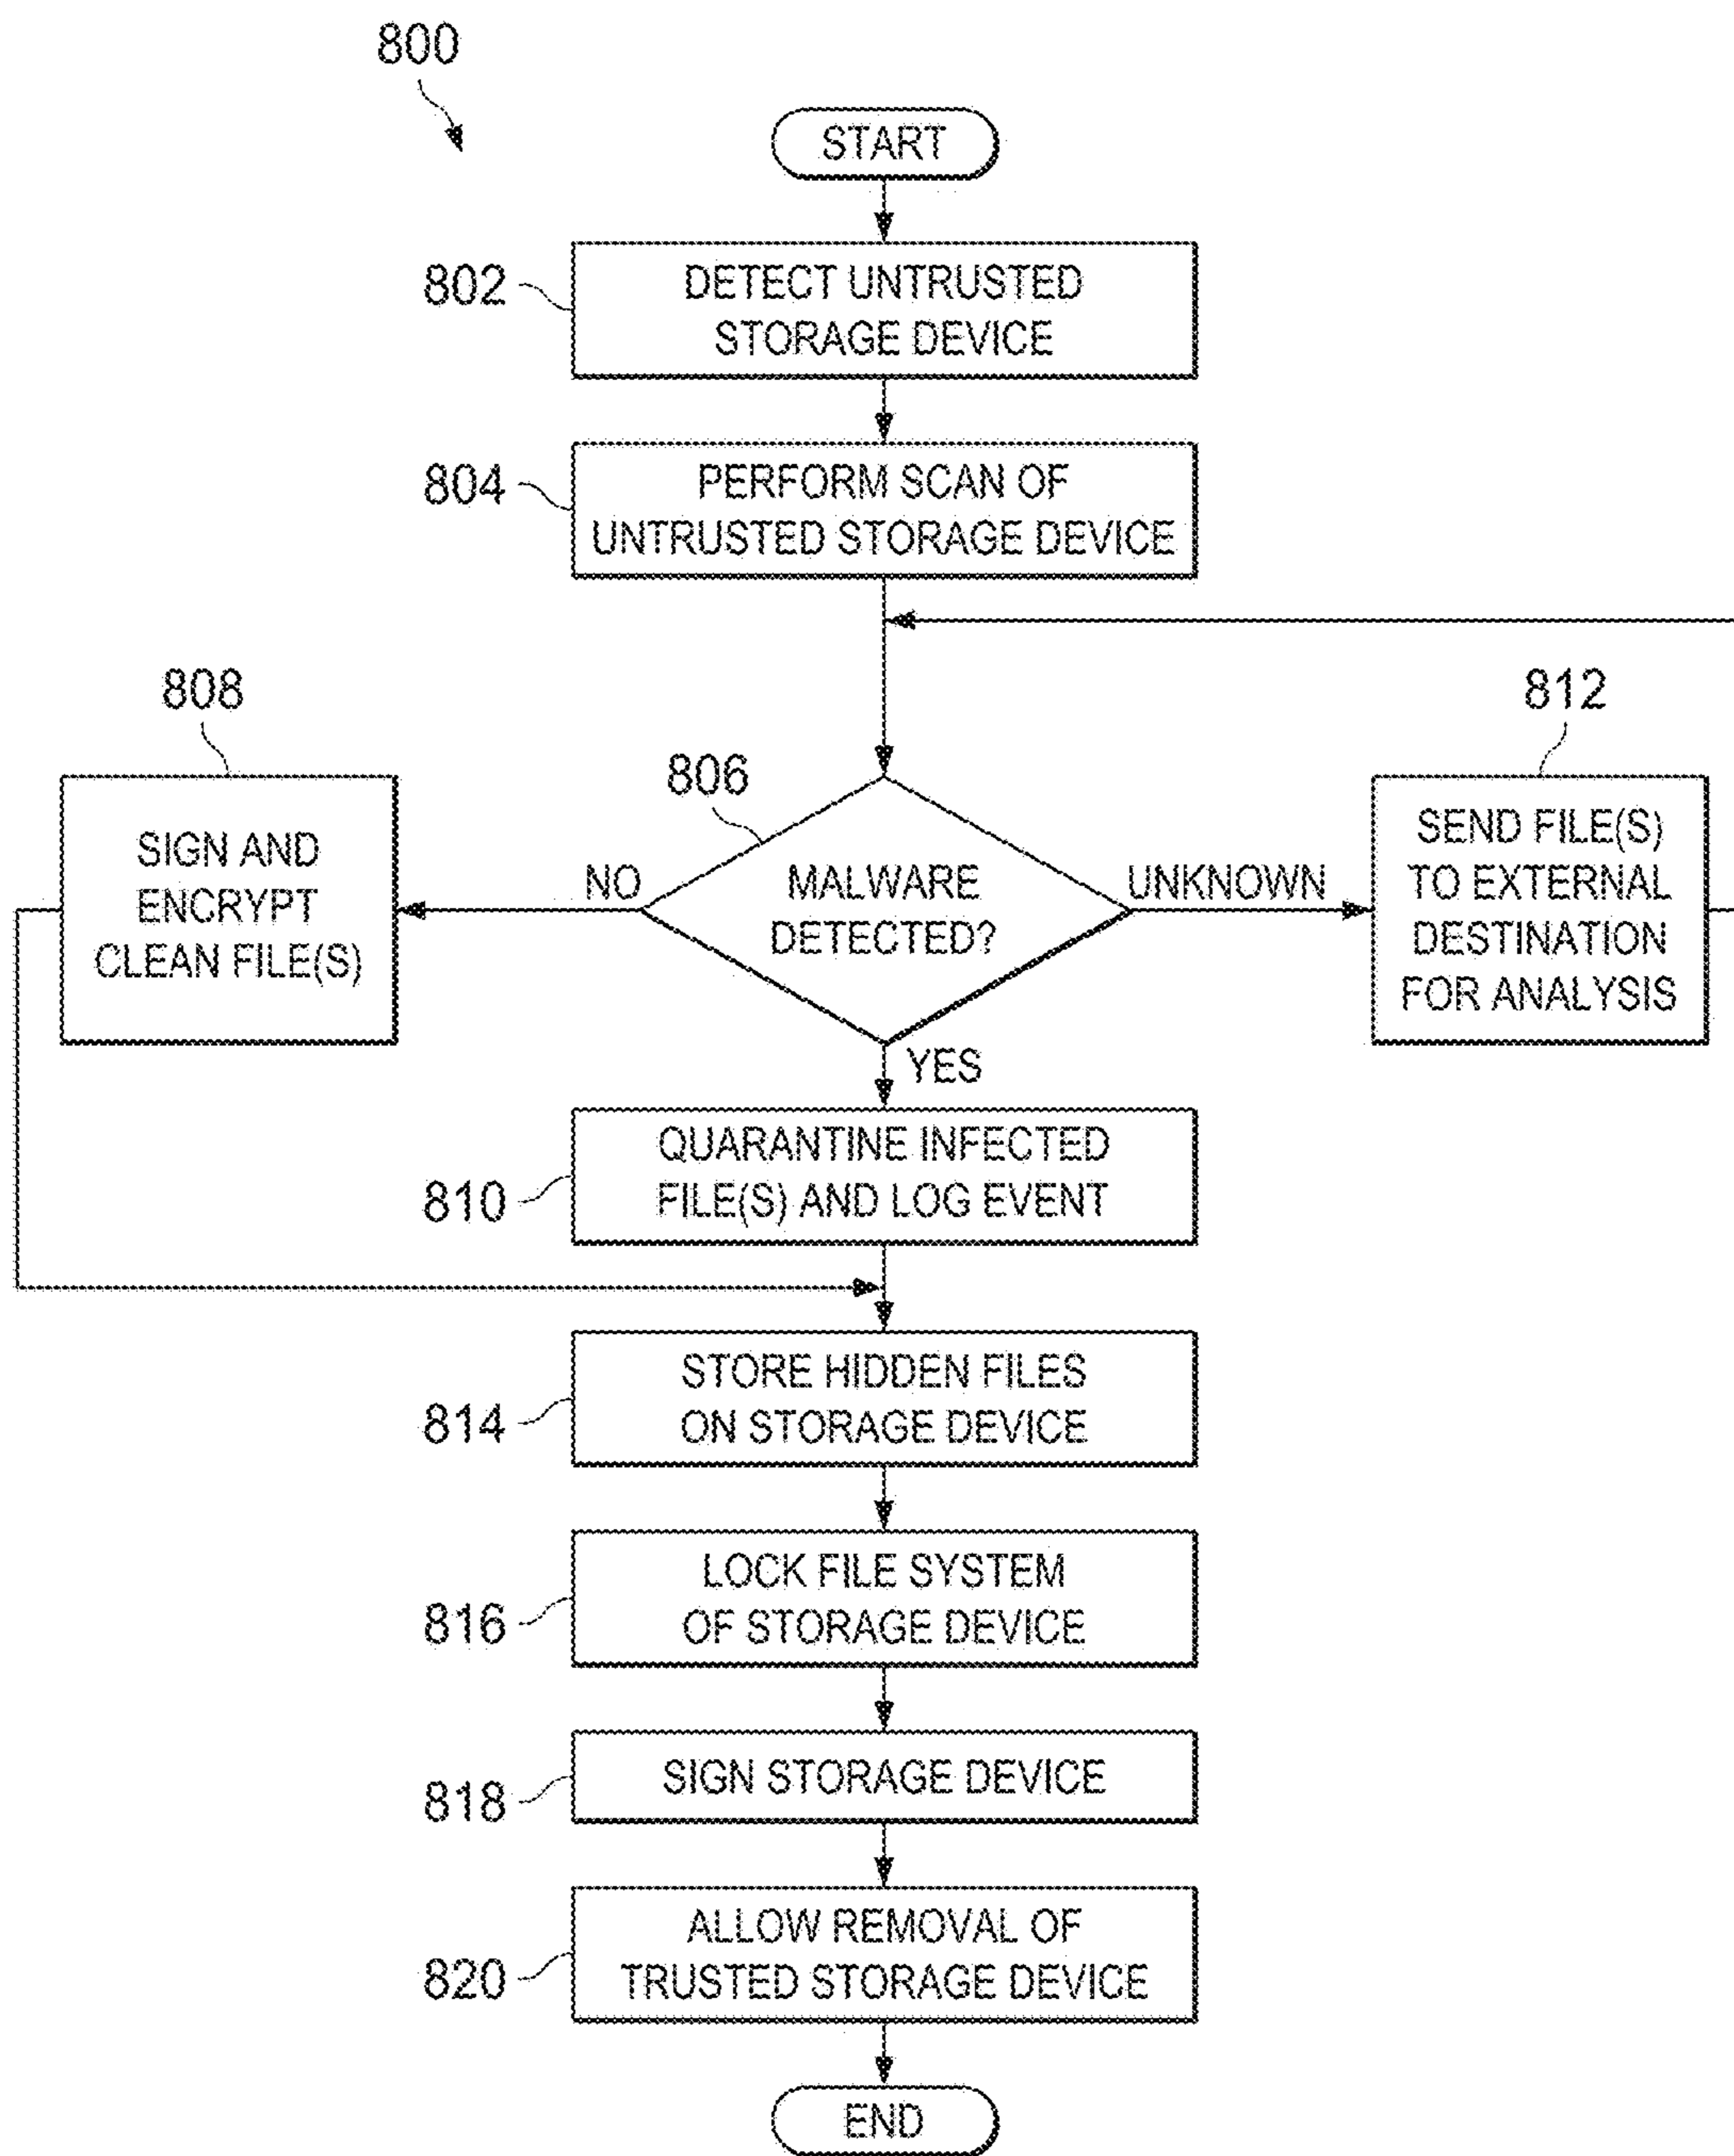 800
START
802
DETECT UNTRUSTED
STORAGE DEVICE
804
PERFORM SCAN OF
UNTRUSTED STORAGE DEVICE
808
SIGN AND
ENCRYPT
CLEAN FILE(S)
806
NO
MALWARE
DETECTED?
UNKNOWN
812
SEND FILE(S)
TO EXTERNAL
DESTINATION
FOR ANALYSIS
YES
810
QUARANTINE INFECTED
FILE(S) AND LOG EVENT
814
STORE HIDDEN FILES
ON STORAGE DEVICE
816
LOCK FILE SYSTEM
OF STORAGE DEVICE
818
SIGN STORAGE DEVICE
820
ALLOW REMOVAL OF
TRUSTED STORAGE DEVICE
END